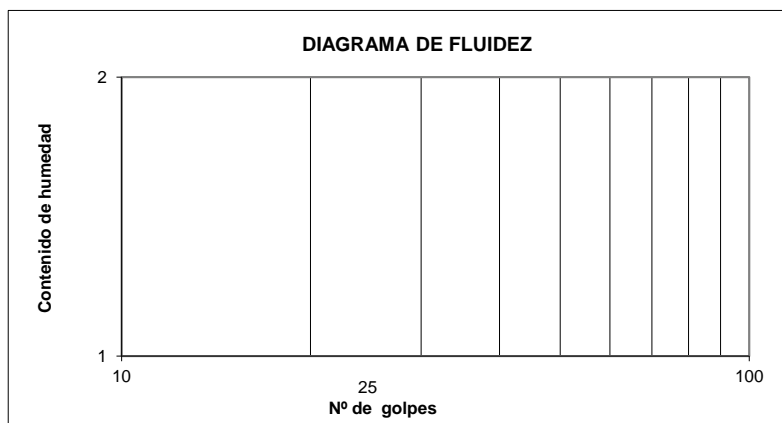 DIAGRAMA DE FLUIDEZ
2
Contenido de humedad
1
10
100
25
Nº de golpes